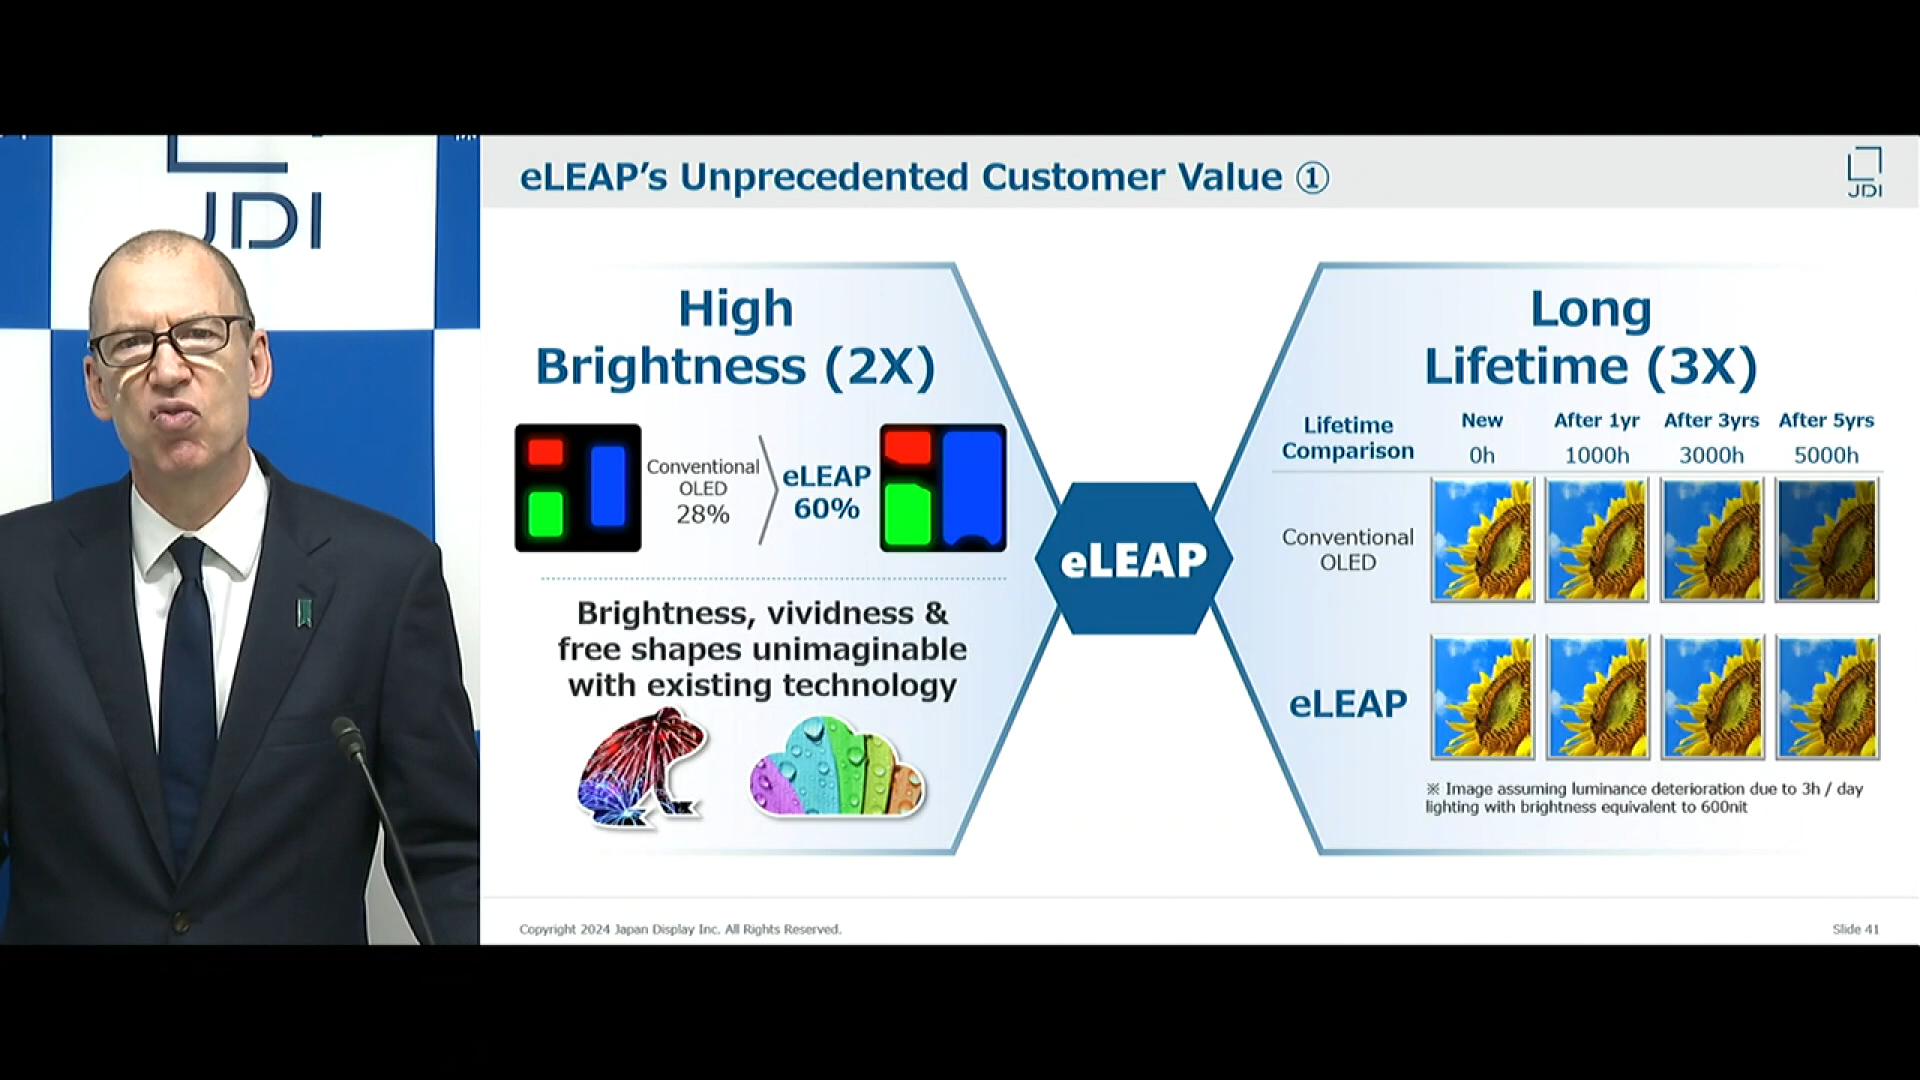 JDI
eLEAP’s Unprecedented Customer Value ①
JDI
High
Brightness (2X)
Conventional
OLED
28%
eLEAP
60%
Brightness, vividness &
free shapes unimaginable
with existing technology
eLEAP
Long
Lifetime (3X)
Lifetime
Comparison
New
After 1yr
After 3yrs
After 5yrs
0h
1000h
3000h
5000h
Conventional
OLED
eLEAP
※ Image assuming luminance deterioration due to 3h / day
lighting with brightness equivalent to 600nit
Copyright 2024 Japan Display Inc. All Rights Reserved.
Slide 41